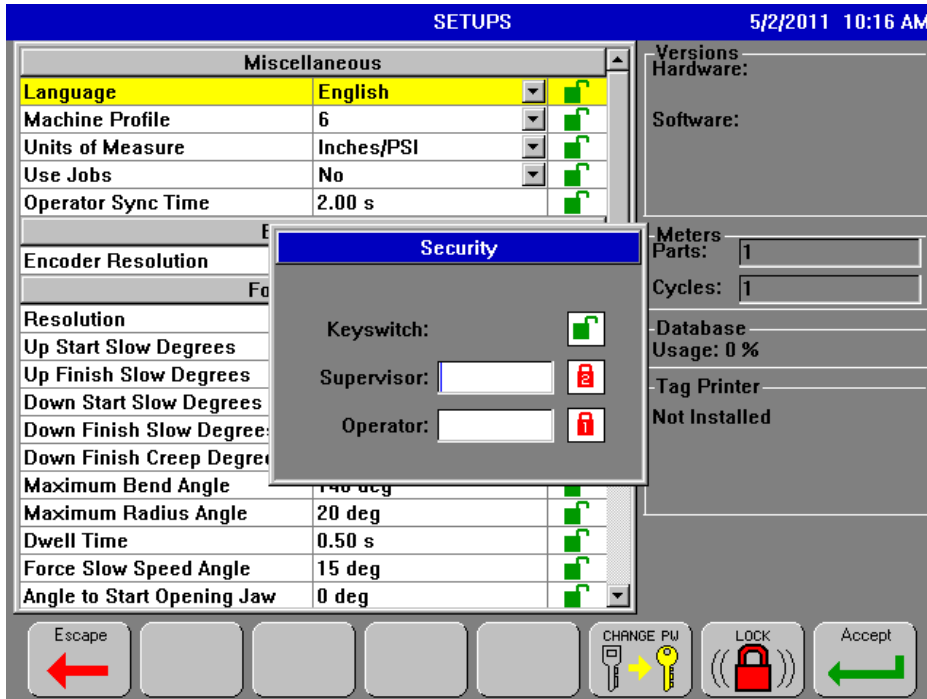 SETUPS 5/2/2011 10:16 AM
Miscellaneous
Language English
Machine Profile 6
Units of Measure Inches/PSI
Use Jobs No
Operator Sync Time 2.00 s
Encoder Resolution
Resolution
Up Start Slow Degrees
Up Finish Slow Degrees
Down Start Slow Degrees
Down Finish Slow Degree
Down Finish Creep Degre
Maximum Bend Angle
Maximum Radius Angle 20 deg
Dwell Time 0.50 s
Force Slow Speed Angle 15 deg
Angle to Start Opening Jaw 0 deg
Security
Keyswitch:
Supervisor: 2
Operator: 1
Versions
Hardware:
Software:
Meters
Parts: 1
Cycles: 1
Database
Usage: 0 %
Tag Printer
Not Installed
Escape
CHANGE PW
LOCK
Accept